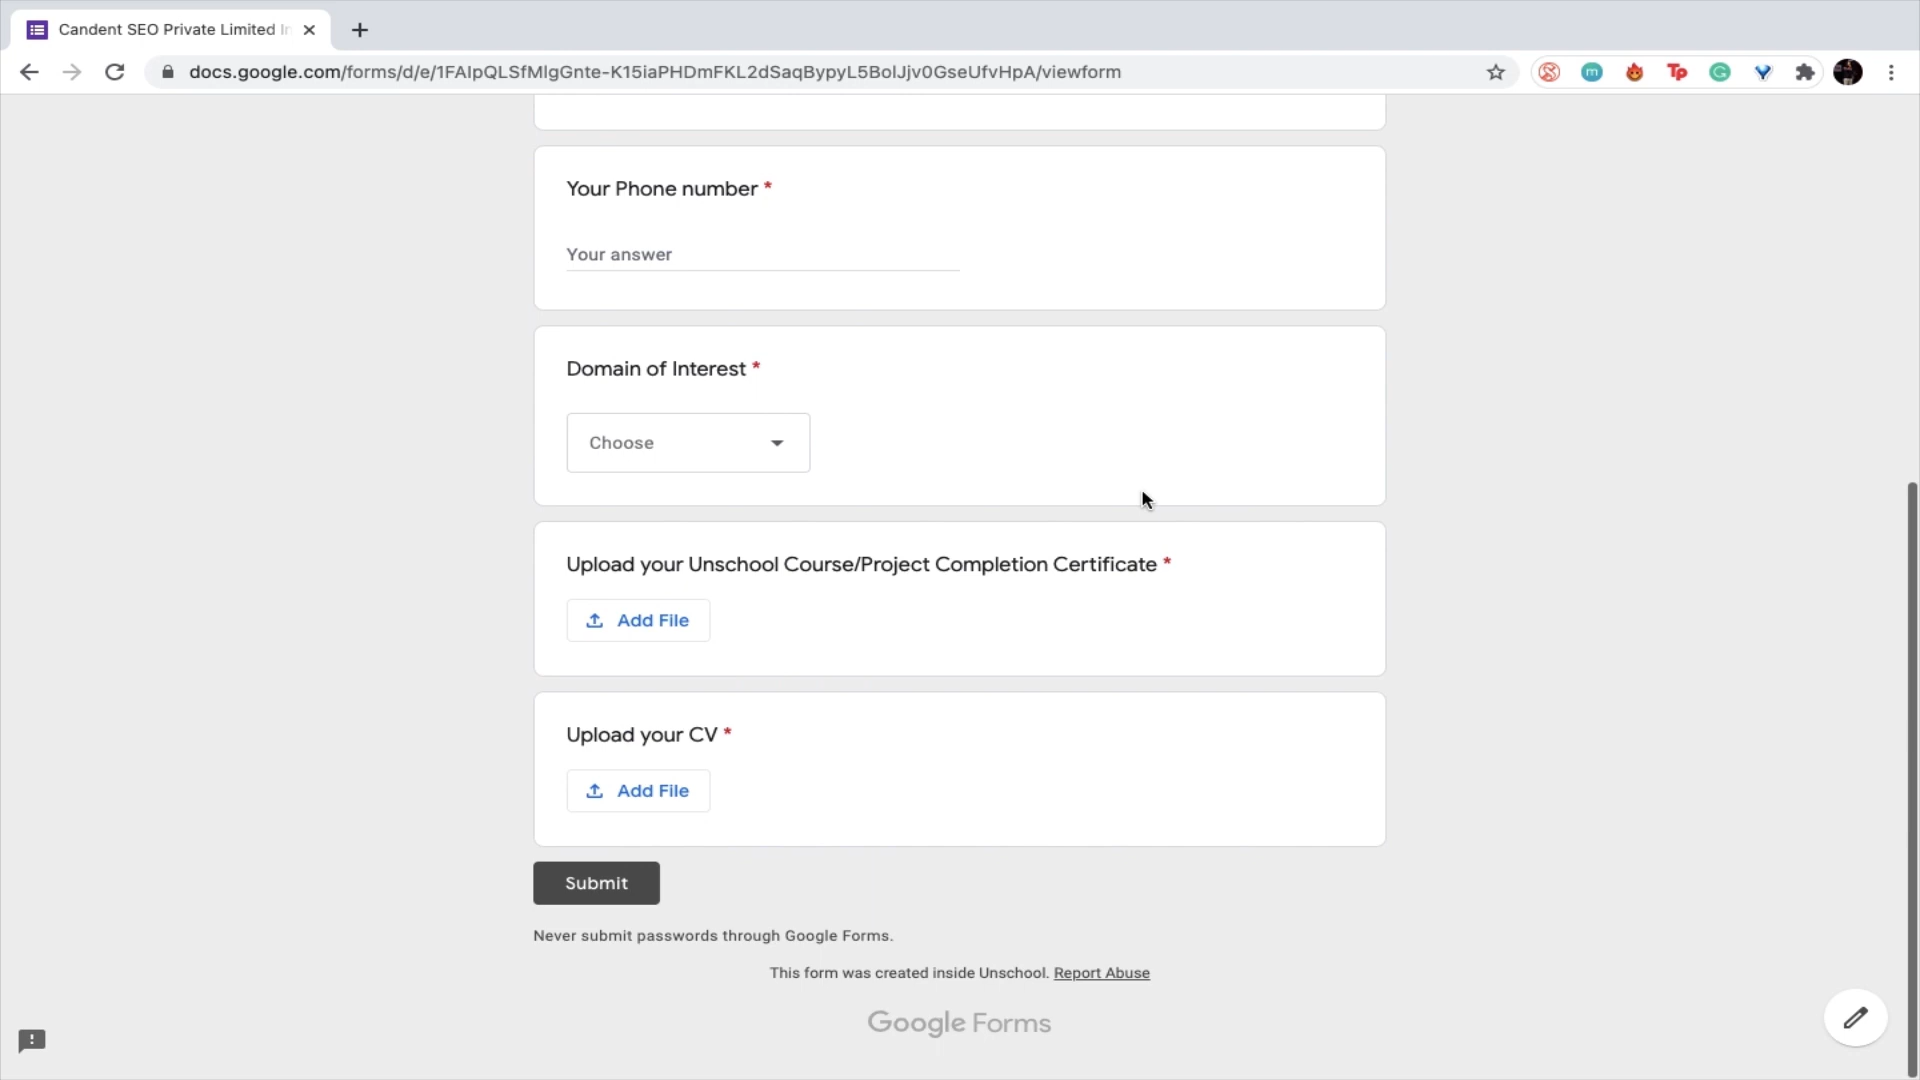 Candent SEO Private Limited
docs.google.com/forms/d/e/1FAIpQLSfMlgGnte-K15iaPHDmFKL2dSaqBypyL5BolJjv0GseUfvHpA/viewform
m
Tp
Your Phone number *
Your answer
Domain of Interest *
Choose
Upload your Unschool Course/Project Completion Certificate *
Add File
Upload your CV *
Add File
Submit
Never submit passwords through Google Forms.
This form was created inside Unschool. Report Abuse
Google Forms